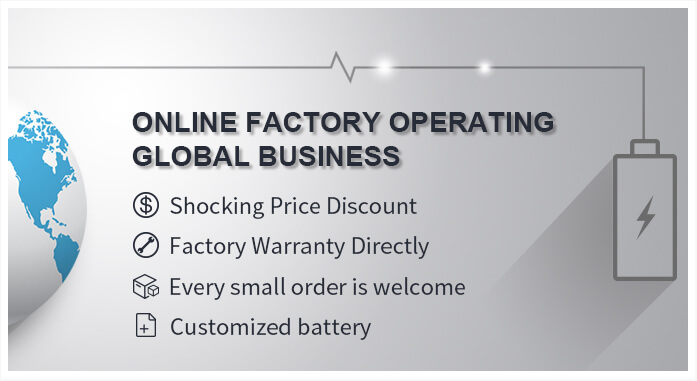 ONLINE FACTORY OPERATING
GLOBAL BUSINESS
Shocking Price Discount
Factory Warranty Directly
Every small order is welcome
Customized battery